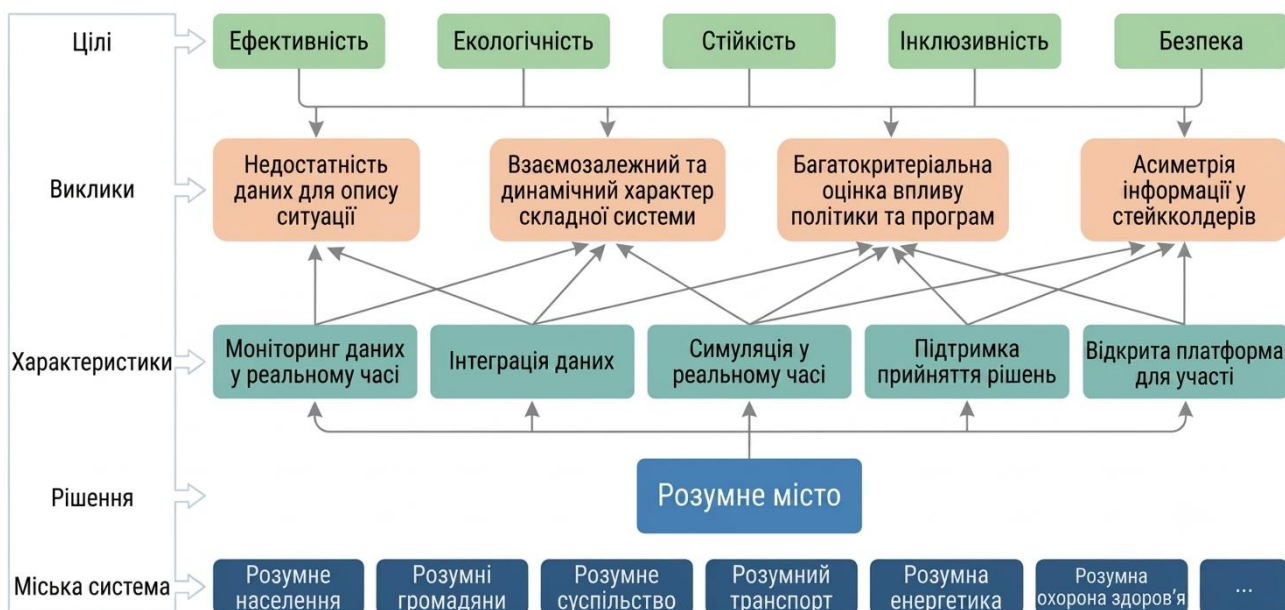 Цілі
Ефективність
Екологічність
Стійкість
Інклюзивність
Безпека
Виклики
Недостатність
даних для опису
ситуації
Взаємозалежний та
динамічний характер
складної системи
Багатокритеріальна
оцінка впливу
політики та програм
Асиметрія
інформації у
стейкколдерів
Характеристики
Моніторинг даних
у реальному часі
Інтеграція даних
Симуляція у
реальному часі
Підтримка
прийняття рішень
Відкрита платформа
для участі
Рішення
Розумне місто
Міська система
Розумне
населення
Розумні
громадяни
Розумне
суспільство
Розумний
транспорт
Розумна
енергетика
Розумна
охорона здоров'я
...